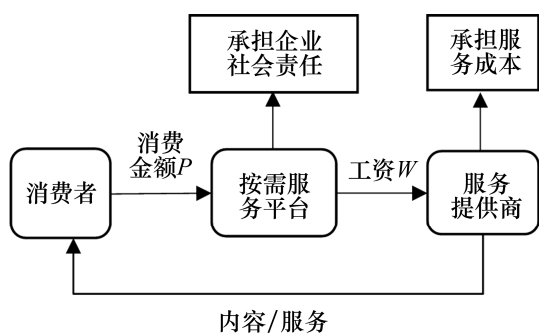 承担企业
社会责任
承担服
务成本
消费
金额P
工资W
消费者
按需服
务平台
服务
提供商
内容/服务